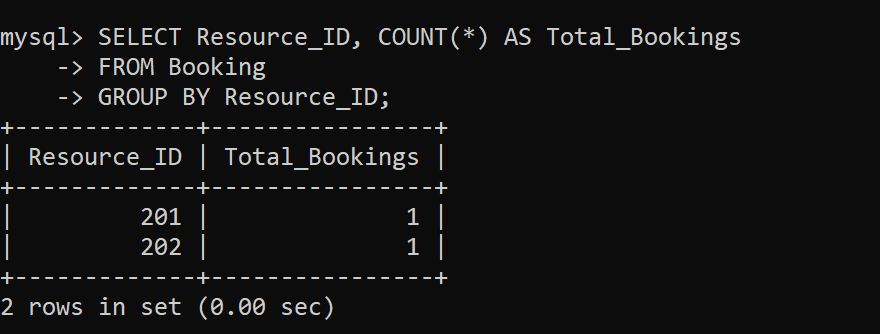 mysql> SELECT Resource_ID, COUNT(*) AS Total_Bookings
    -> FROM Booking
    -> GROUP BY Resource_ID;
+-------------+----------------+
| Resource_ID | Total_Bookings |
+-------------+----------------+
|         201 |              1 |
|         202 |              1 |
+-------------+----------------+
2 rows in set (0.00 sec)